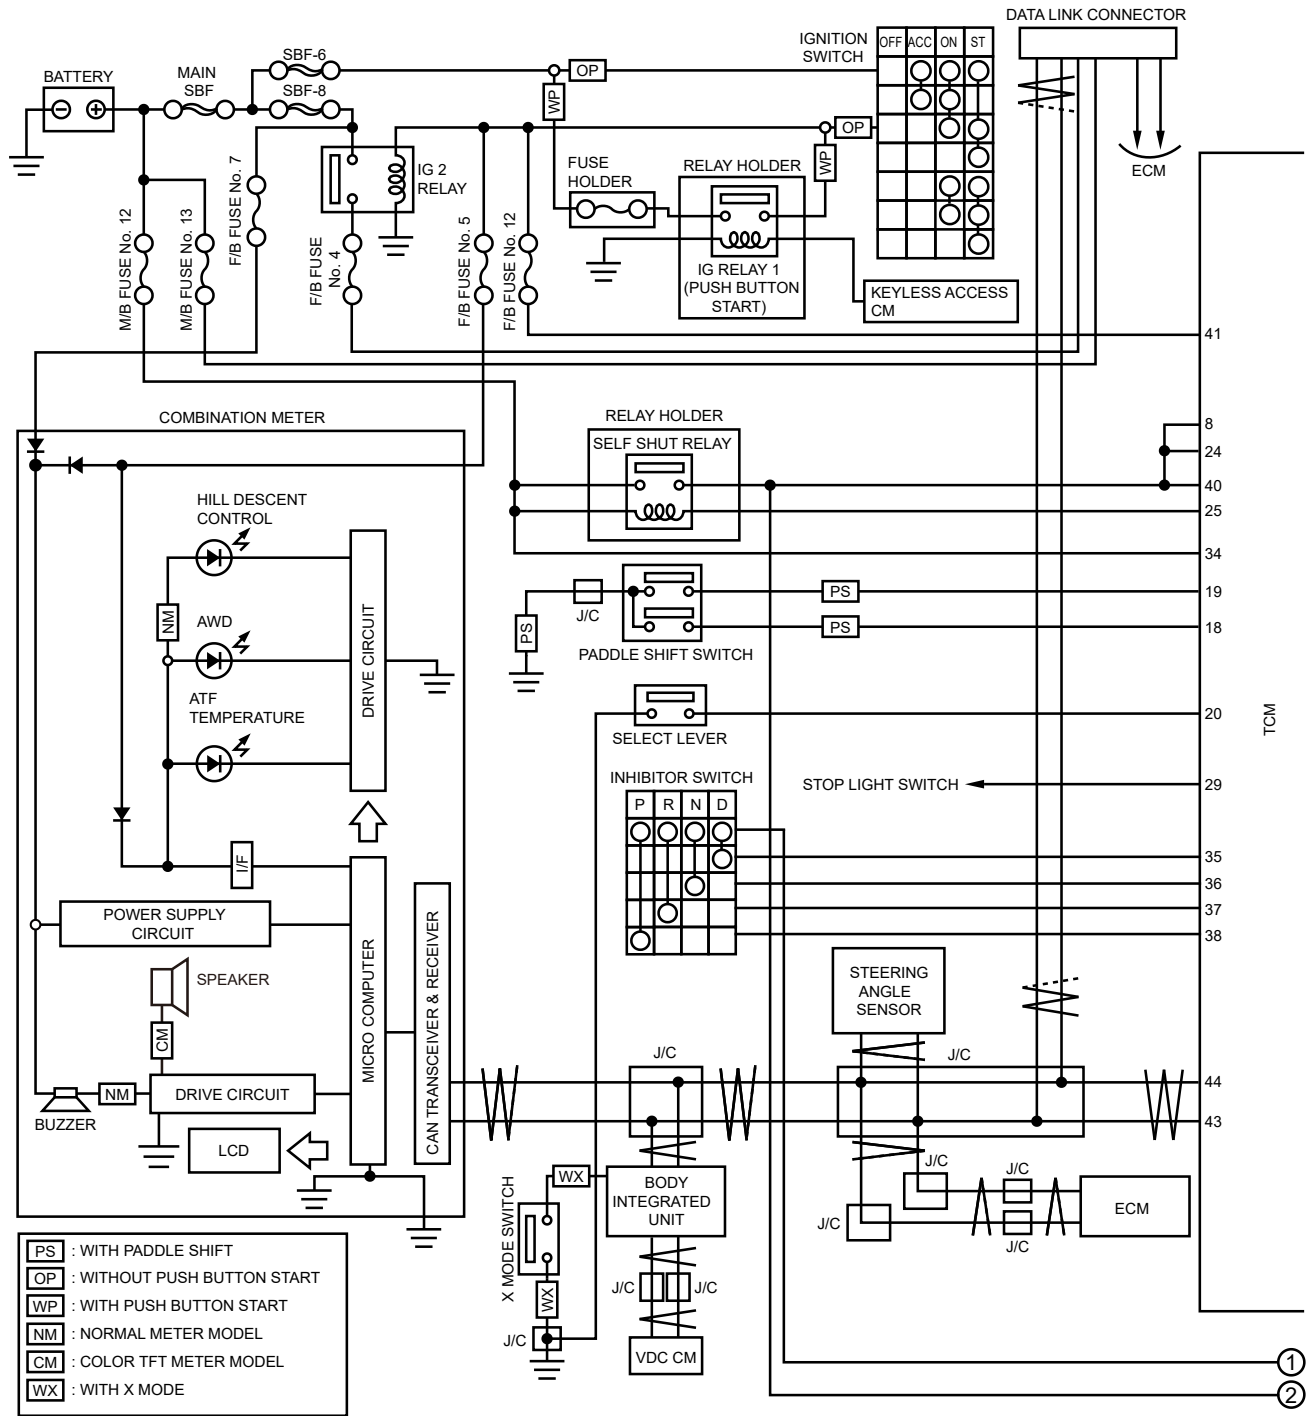 DATA LINK CONNECTOR
IGNITION
SWITCH
OFF ACC ON ST
SBF-6
BATTERY
MAIN
SBF
SBF-8
OP
WP
OP
WP
ECM
FUSE
HOLDER
RELAY HOLDER
IG 2
RELAY
IG RELAY 1
(PUSH BUTTON
START)
KEYLESS ACCESS
CM
M/B FUSE No. 12
M/B FUSE No. 13
F/B FUSE No. 7
F/B FUSE
No. 4
F/B FUSE No. 5
F/B FUSE No. 12
41
COMBINATION METER
RELAY HOLDER
SELF SHUT RELAY
8
24
40
25
34
HILL DESCENT
CONTROL
NM
AWD
ATF
TEMPERATURE
DRIVE CIRCUIT
J/C
PS
PS
PS
19
18
PADDLE SHIFT SWITCH
20
TCM
SELECT LEVER
INHIBITOR SWITCH
P R N D
STOP LIGHT SWITCH
29
35
36
37
38
I/F
POWER SUPPLY
CIRCUIT
SPEAKER
CM
MICRO COMPUTER
CAN TRANSCEIVER & RECEIVER
STEERING
ANGLE
SENSOR
J/C
J/C
44
43
BUZZER
NM
DRIVE CIRCUIT
LCD
X MODE SWITCH
WX
WX
J/C
BODY
INTEGRATED
UNIT
J/C
J/C
VDC CM
J/C
J/C
J/C
J/C
ECM
PS : WITH PADDLE SHIFT
OP : WITHOUT PUSH BUTTON START
WP : WITH PUSH BUTTON START
NM : NORMAL METER MODEL
CM : COLOR TFT METER MODEL
WX : WITH X MODE
1
2